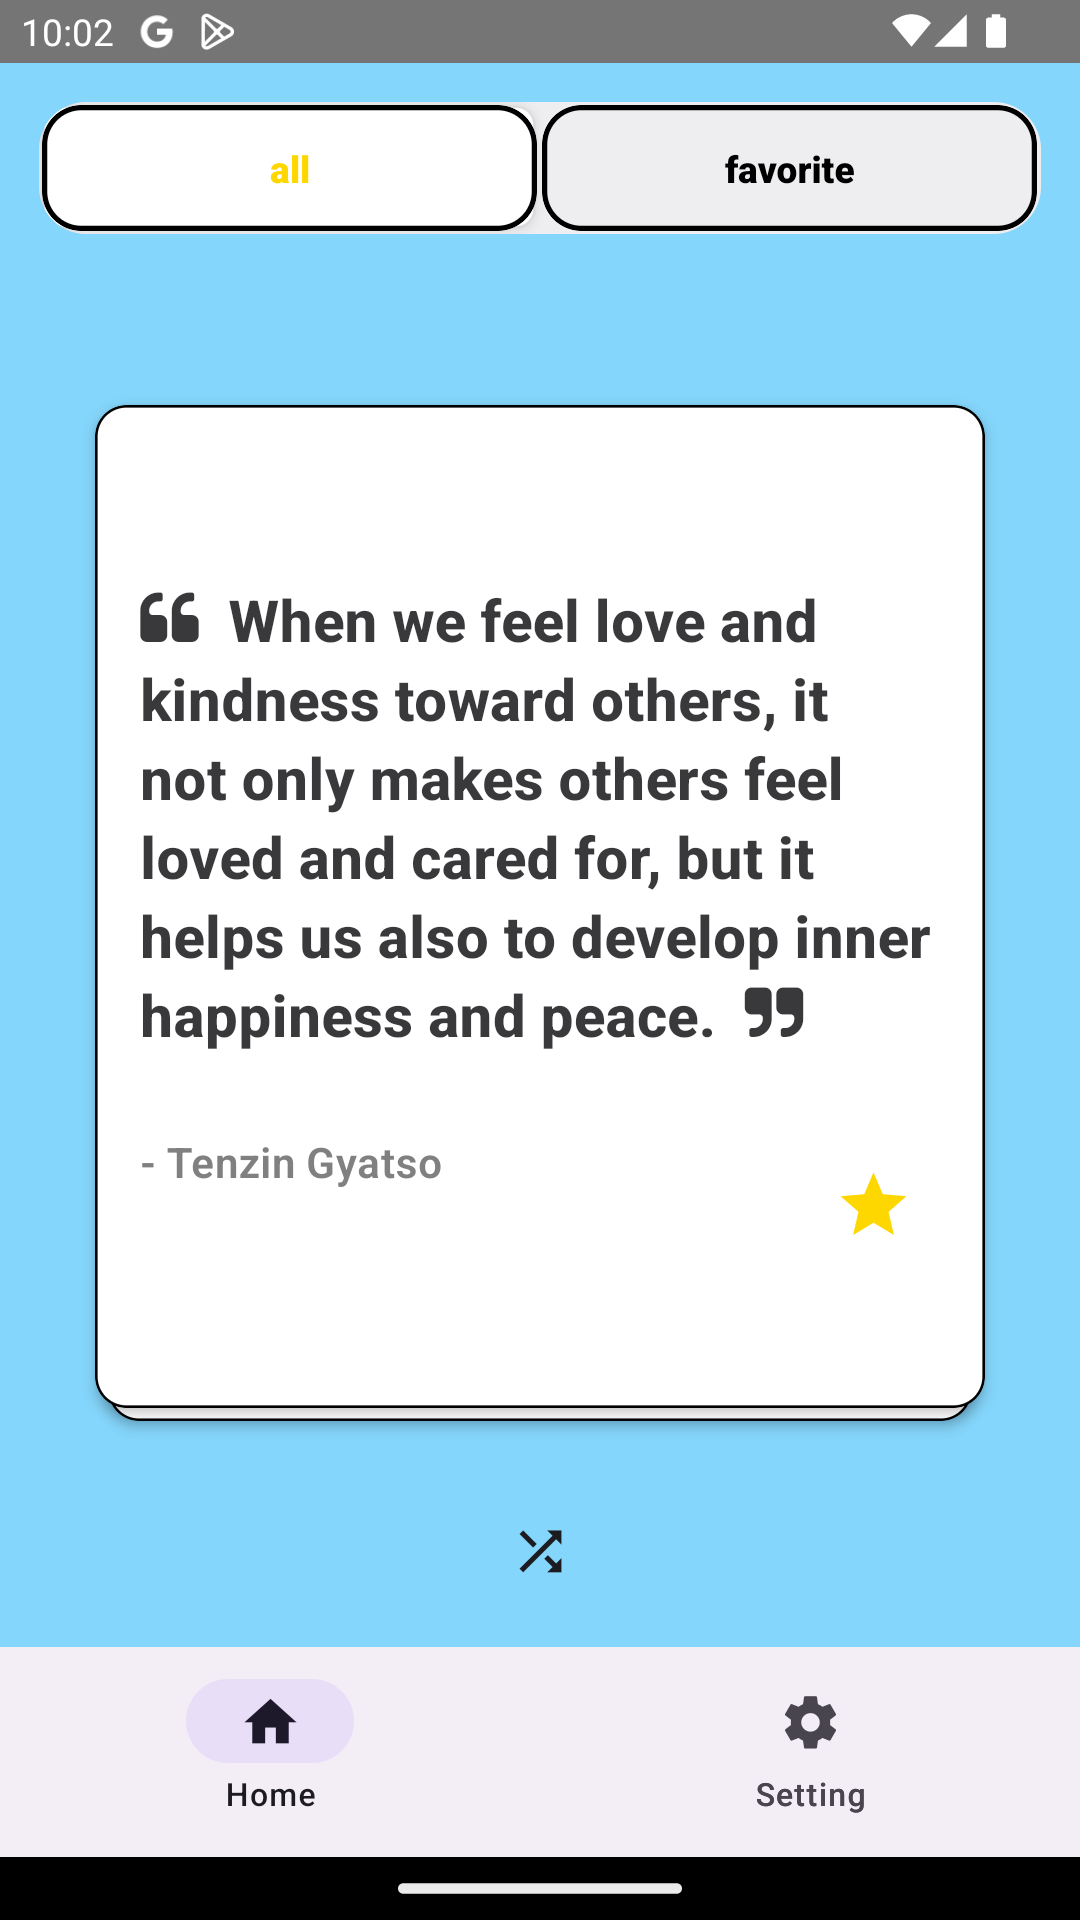 10:02
all
favorite
“ When we feel love and
kindness toward others, it
not only makes others feel
loved and cared for, but it
helps us also to develop inner
happiness and peace. ”
- Tenzin Gyatso
Home
Setting